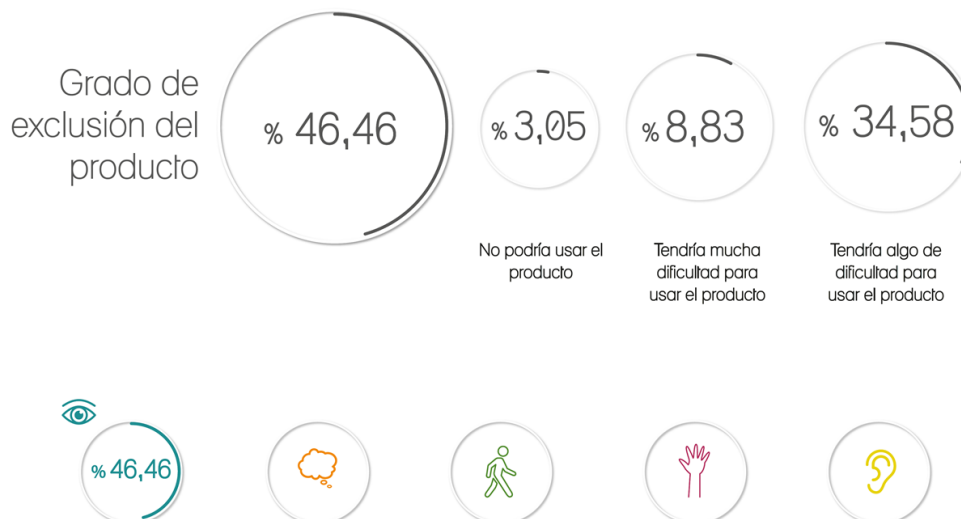 Grado de
exclusión del
producto
% 46,46
% 3,05
% 8,83
% 34,58
No podría usar el
producto
Tendría mucha
dificultad para
usar el producto
Tendría algo de
dificultad para
usar el producto
% 46,46